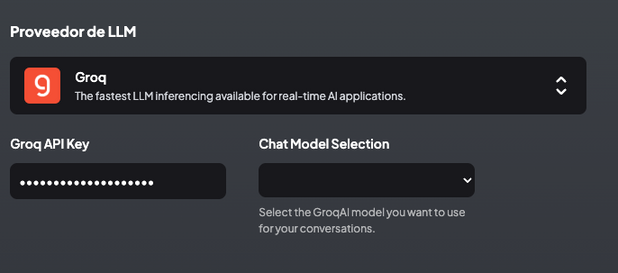 Proveedor de LLM
g
Groq
The fastest LLM inferencing available for real-time AI applications.
Groq API Key
Chat Model Selection
••••••••••••••••••••
Select the GroqAI model you want to use
for your conversations.